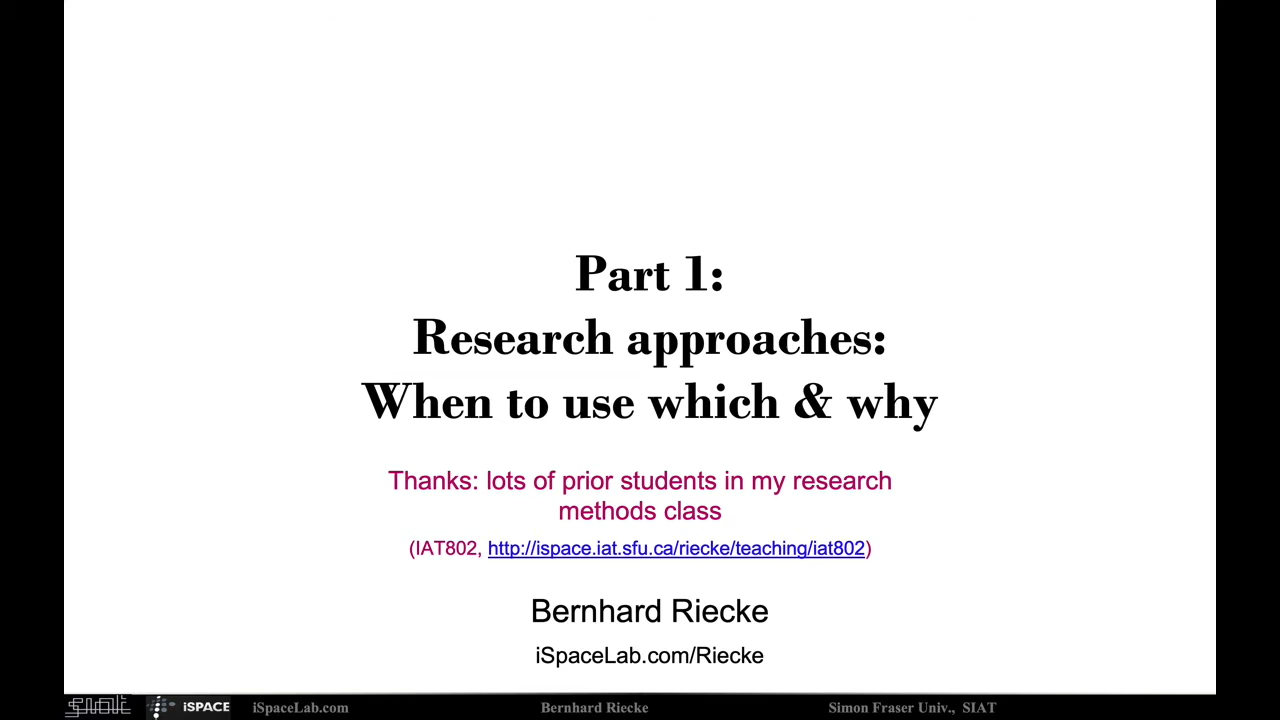 Part 1:
Research approaches:
When to use which & why
Thanks: lots of prior students in my research
methods class
(IAT802, http://ispace.iat.sfu.ca/riecke/teaching/iat802)
Bernhard Riecke
iSpaceLab.com/Riecke
siat iSPACE iSpaceLab.com Bernhard Riecke Simon Fraser Univ., SIAT